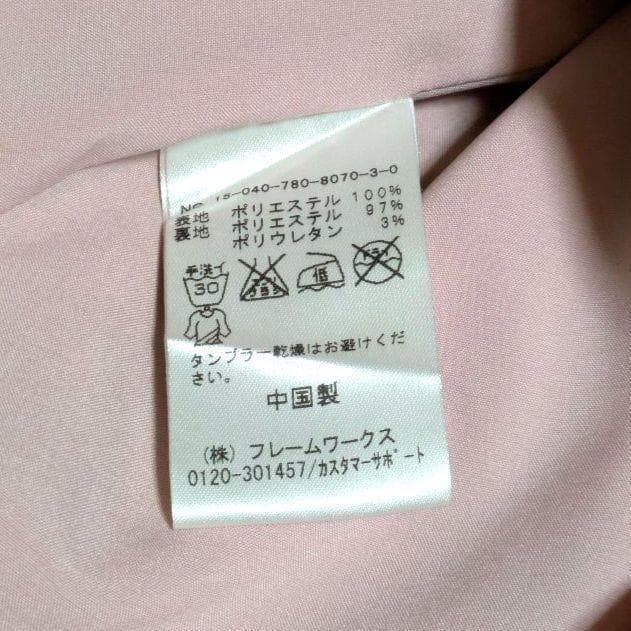 NO 15-040-780-8070-3-0
表地 ポリエステル 100%
裏地 ポリエステル 97%
ポリウレタン 3%
手洗イ
30
低
ドライ
タンブラー乾燥はお避けくだ
さい。
中国製
(株) フレームワークス
0120-301457/カスタマーサポート